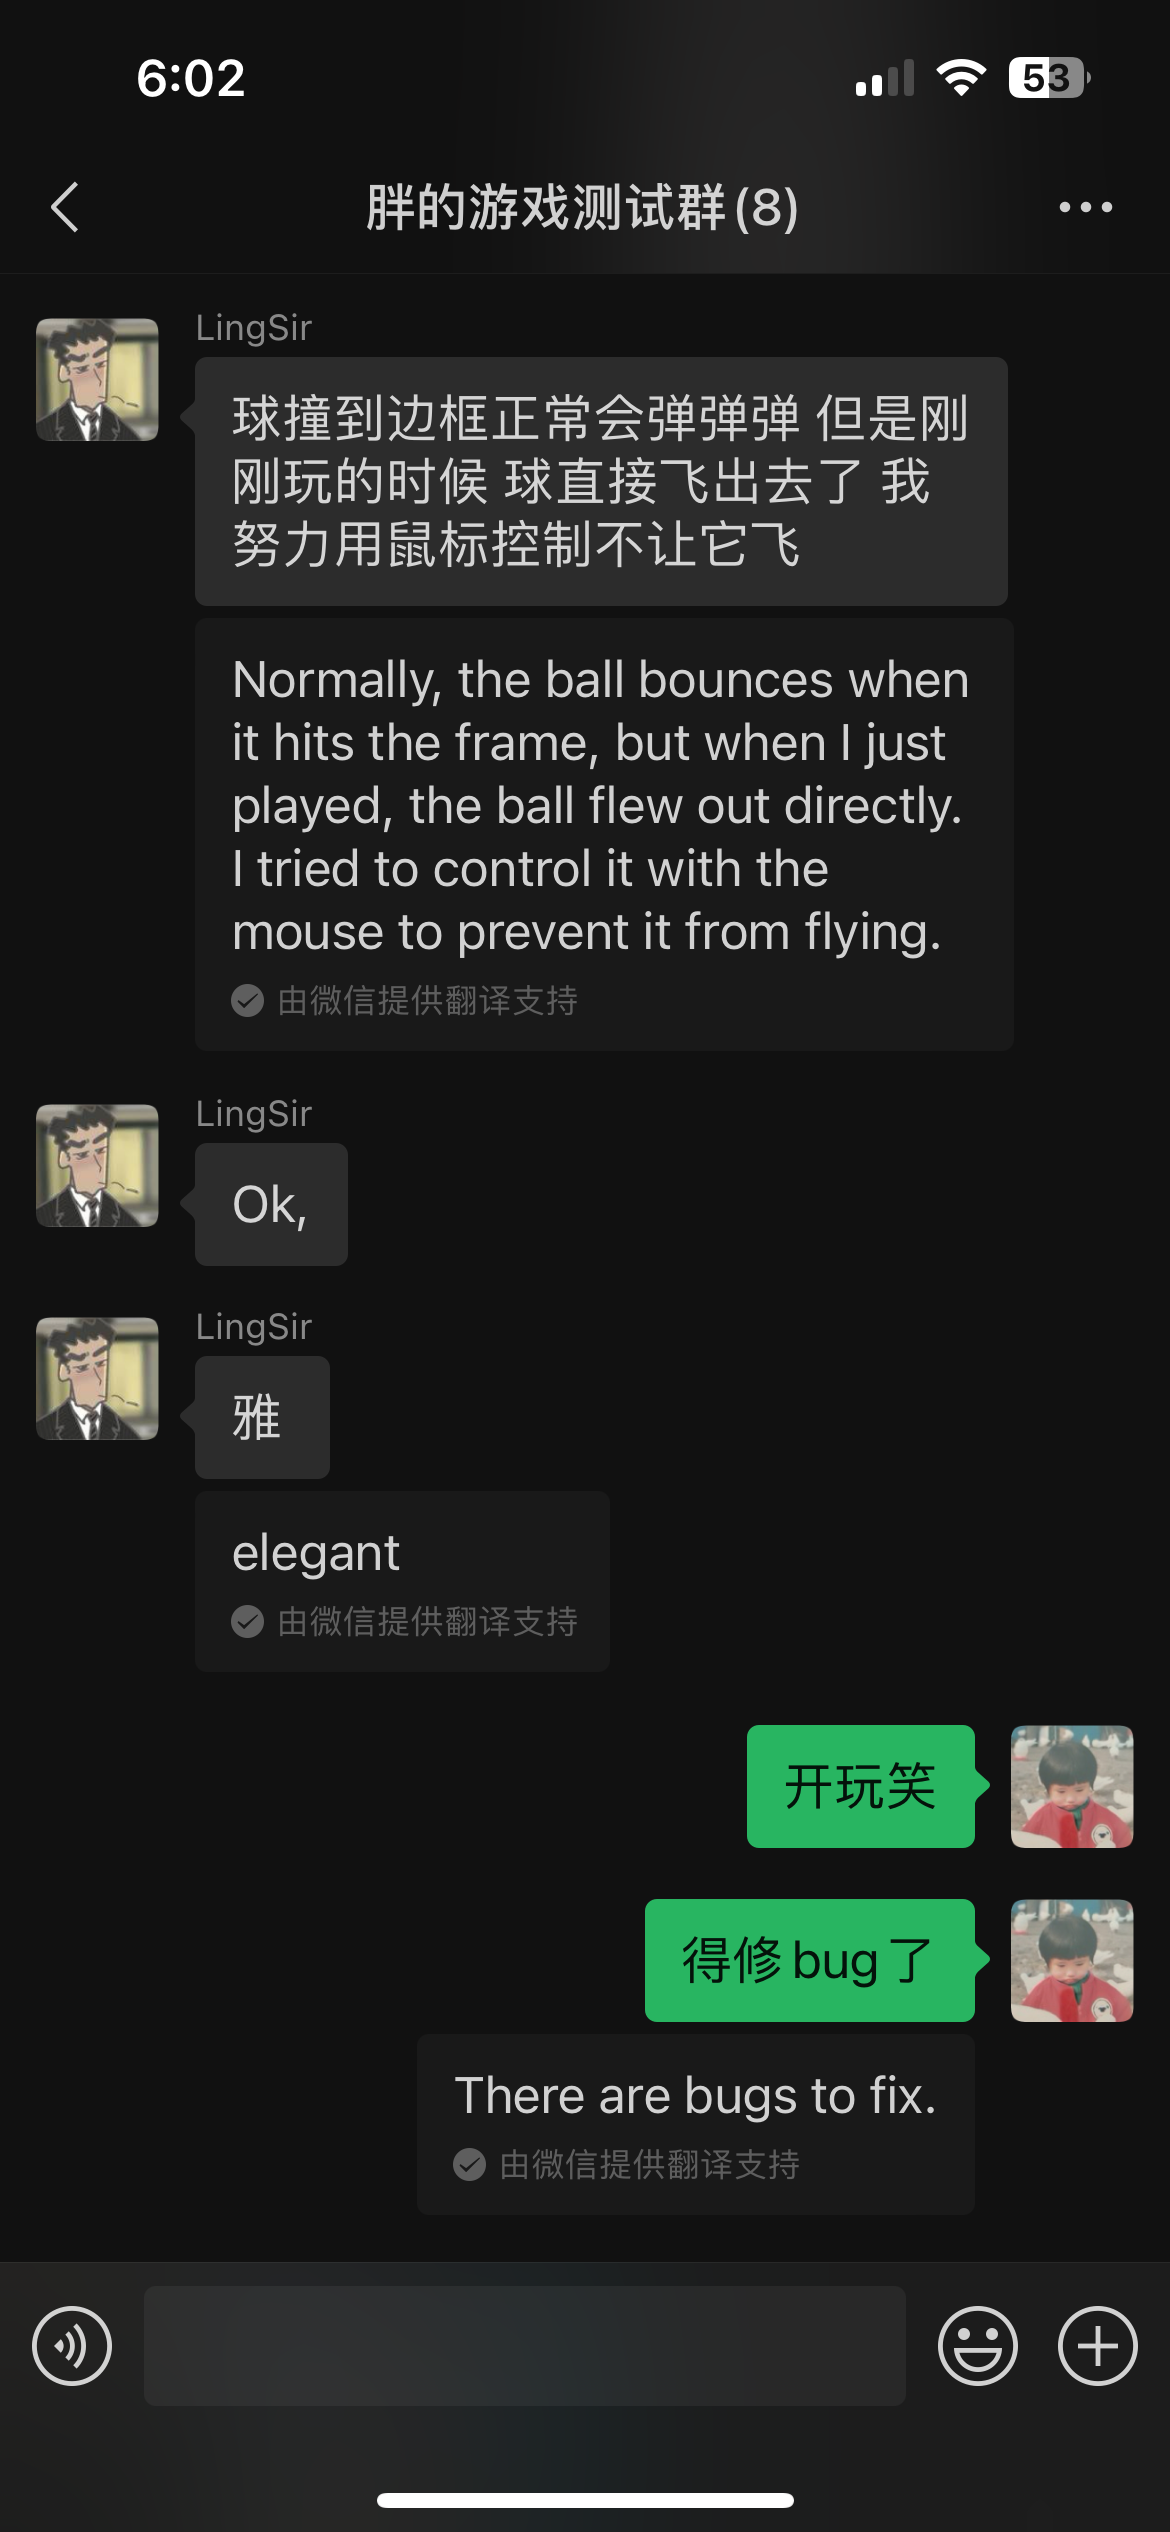 6:02
53
胖的游戏测试群(8)
LingSir
球撞到边框正常会弹弹弹 但是刚
刚玩的时候 球直接飞出去了 我
努力用鼠标控制不让它飞
Normally, the ball bounces when
it hits the frame, but when I just
played, the ball flew out directly.
I tried to control it with the
mouse to prevent it from flying.
由微信提供翻译支持
LingSir
Ok,
LingSir
雅
elegant
由微信提供翻译支持
开玩笑
得修bug了
There are bugs to fix.
由微信提供翻译支持